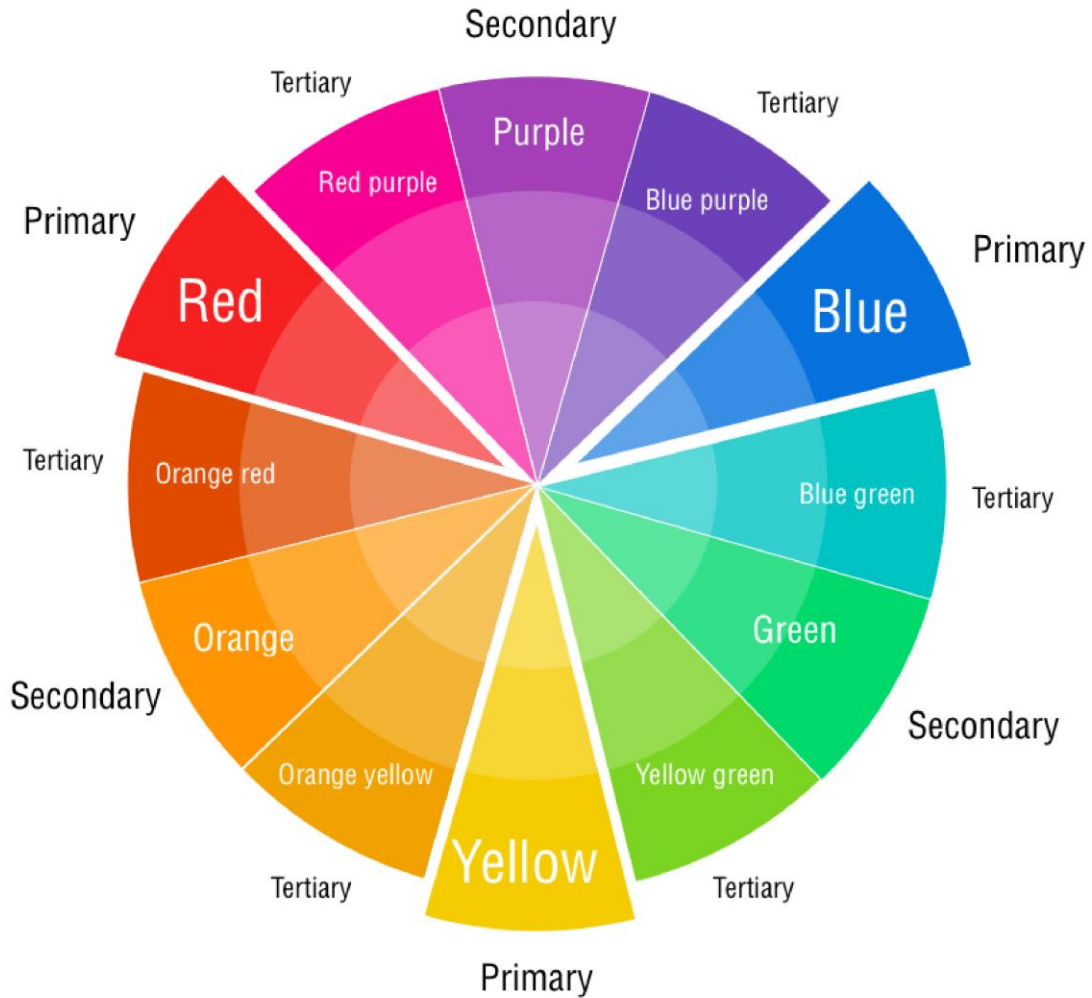 Secondary
Tertiary
Tertiary
Purple
Red purple
Blue purple
Primary
Primary
Red
Blue
Tertiary
Orange red
Blue green
Tertiary
Orange
Green
Secondary
Secondary
Orange yellow
Yellow green
Yellow
Tertiary
Tertiary
Primary